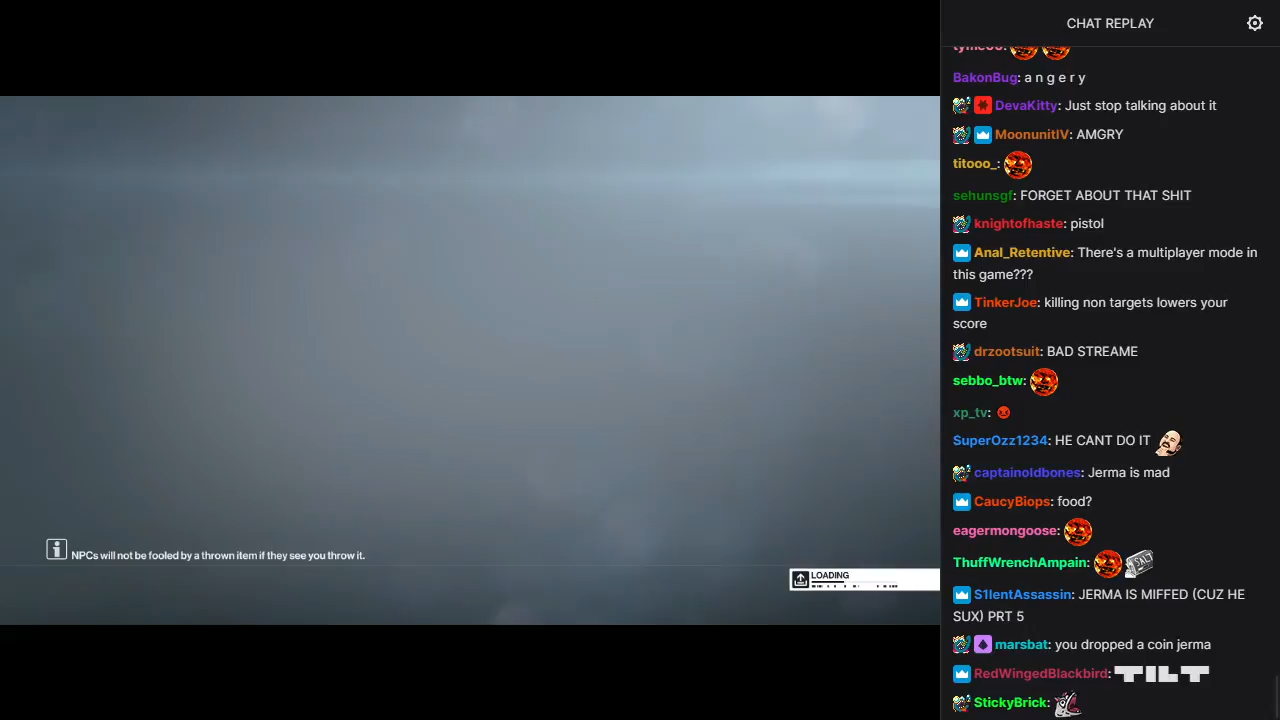 CHAT REPLAY
tymeoo:
BakonBug: a n g e r y
DevaKitty: Just stop talking about it
MoonunitIV: AMGRY
titooo_:
sehunsgf: FORGET ABOUT THAT SHIT
knightofhaste: pistol
Anal_Retentive: There's a multiplayer mode in
this game???
TinkerJoe: killing non targets lowers your
score
drzootsuit: BAD STREAME
sebbo_btw:
xp_tv:
SuperOzz1234: HE CANT DO IT
captainoldbones: Jerma is mad
CaucyBiops: food?
eagermongoose:
ThuffWrenchAmpain: SALT
S1lentAssassin: JERMA IS MIFFED (CUZ HE
SUX) PRT 5
marsbat: you dropped a coin jerma
RedWingedBlackbird: TILT
StickyBrick:
NPCs will not be fooled by a thrown item if they see you throw it.
LOADING